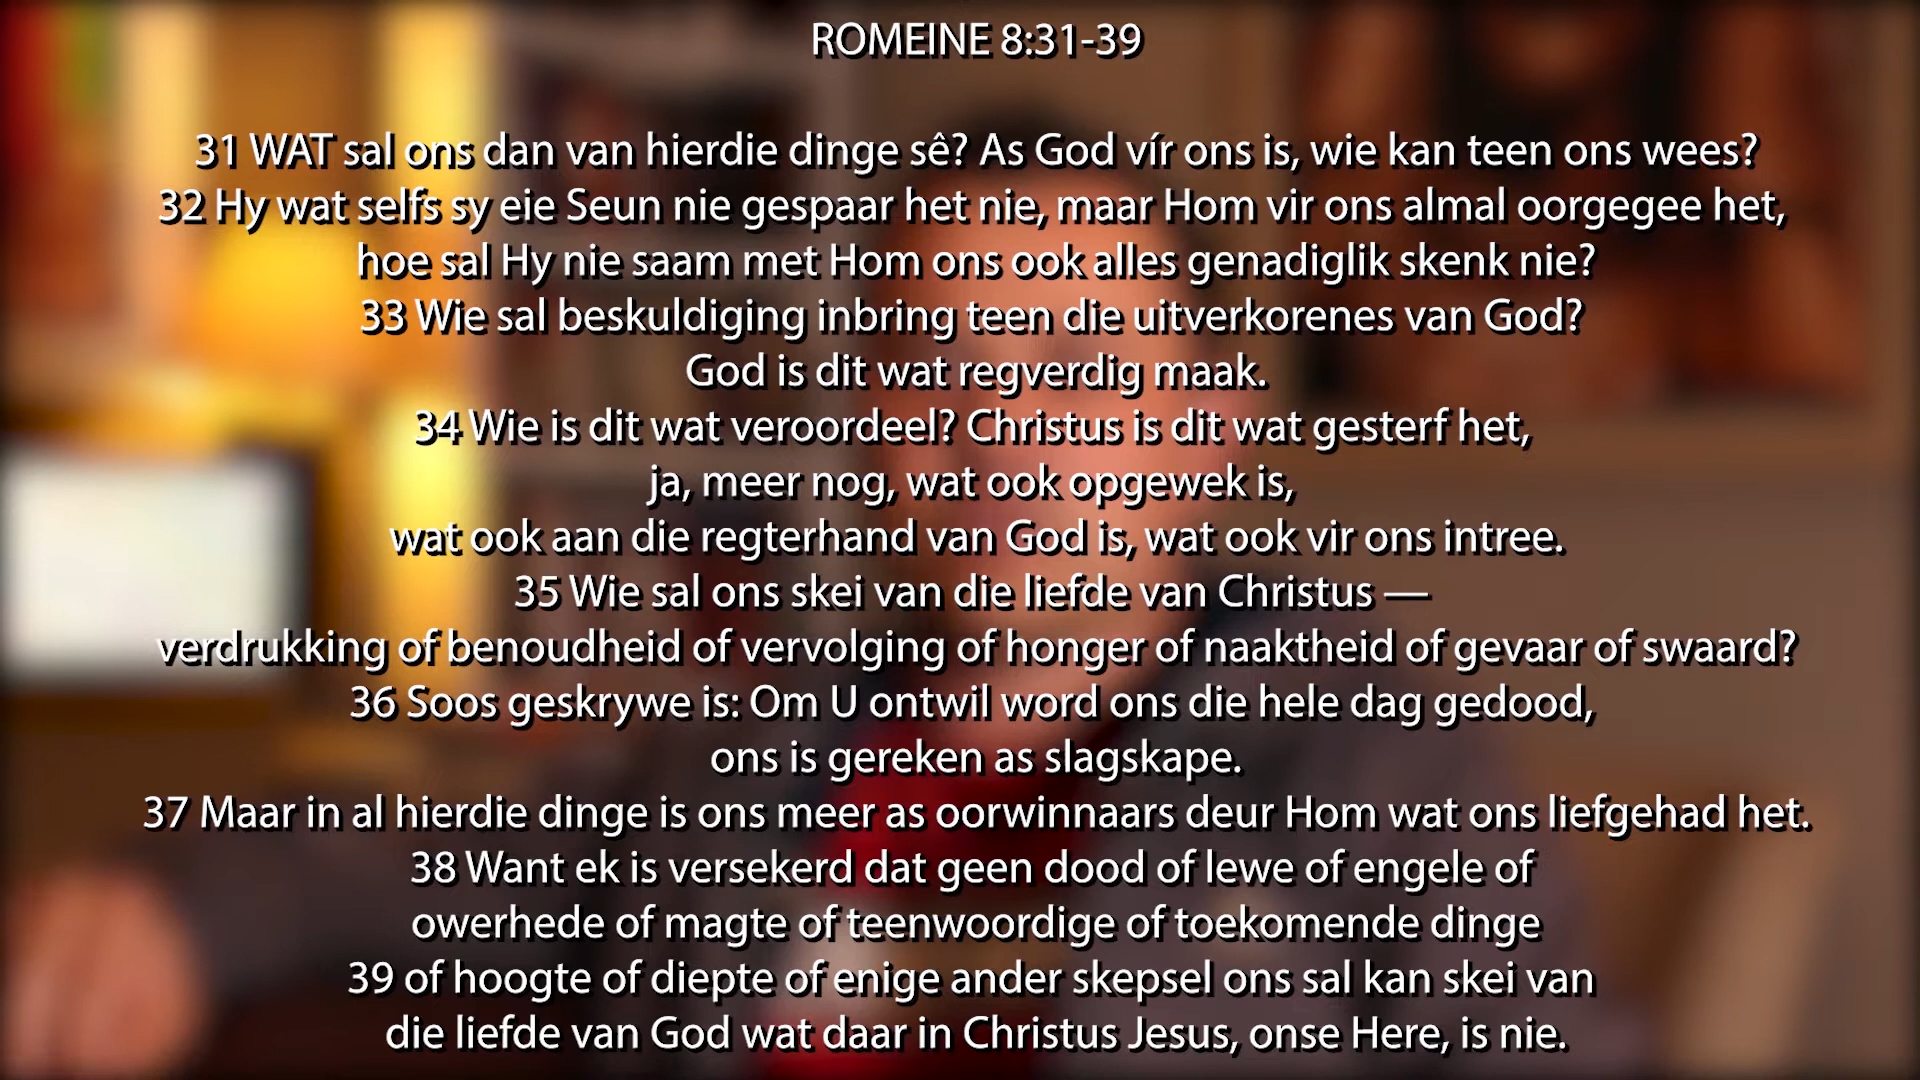 ROMEINE 8:31-39
31 WAT sal ons dan van hierdie dinge sê? As God vír ons is, wie kan teen ons wees?
32 Hy wat selfs sy eie Seun nie gespaar het nie, maar Hom vir ons almal oorgegee het,
hoe sal Hy nie saam met Hom ons ook alles genadiglik skenk nie?
33 Wie sal beskuldiging inbring teen die uitverkorenes van God?
God is dit wat regverdig maak.
34 Wie is dit wat veroordeel? Christus is dit wat gesterf het,
ja, meer nog, wat ook opgewek is,
wat ook aan die regterhand van God is, wat ook vir ons intree.
35 Wie sal ons skei van die liefde van Christus —
verdrukking of benoudheid of vervolging of honger of naaktheid of gevaar of swaard?
36 Soos geskrywe is: Om U ontwil word ons die hele dag gedood,
ons is gereken as slagskape.
37 Maar in al hierdie dinge is ons meer as oorwinnaars deur Hom wat ons liefgehad het.
38 Want ek is versekerd dat geen dood of lewe of engele of
owerhede of magte of teenwoordige of toekomende dinge
39 of hoogte of diepte of enige ander skepsel ons sal kan skei van
die liefde van God wat daar in Christus Jesus, onse Here, is nie.